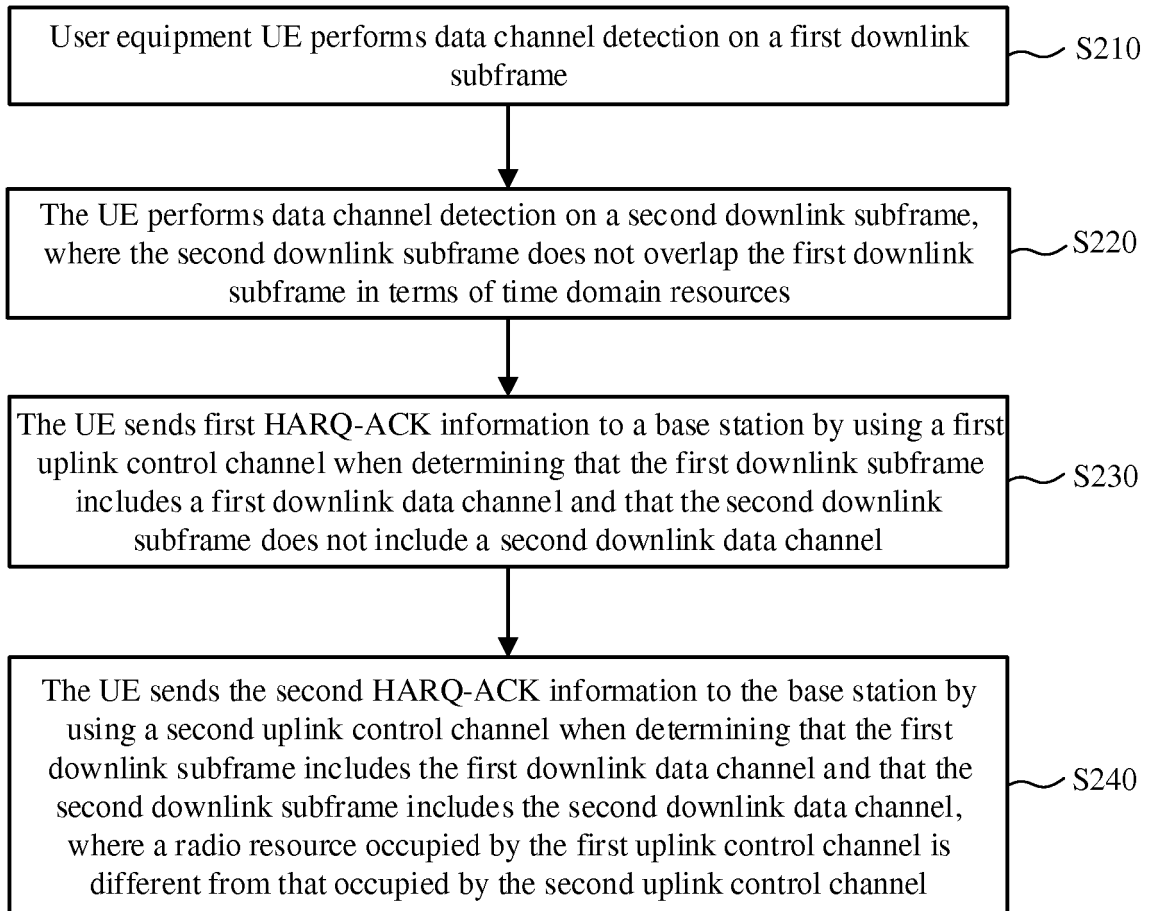 User equipment UE performs data channel detection on a first downlink
subframe
S210
The UE performs data channel detection on a second downlink subframe,
where the second downlink subframe does not overlap the first downlink
subframe in terms of time domain resources
S220
The UE sends first HARQ-ACK information to a base station by using a first
uplink control channel when determining that the first downlink subframe
includes a first downlink data channel and that the second downlink
subframe does not include a second downlink data channel
S230
The UE sends the second HARQ-ACK information to the base station by
using a second uplink control channel when determining that the first
downlink subframe includes the first downlink data channel and that the
second downlink subframe includes the second downlink data channel,
where a radio resource occupied by the first uplink control channel is
different from that occupied by the second uplink control channel
S240